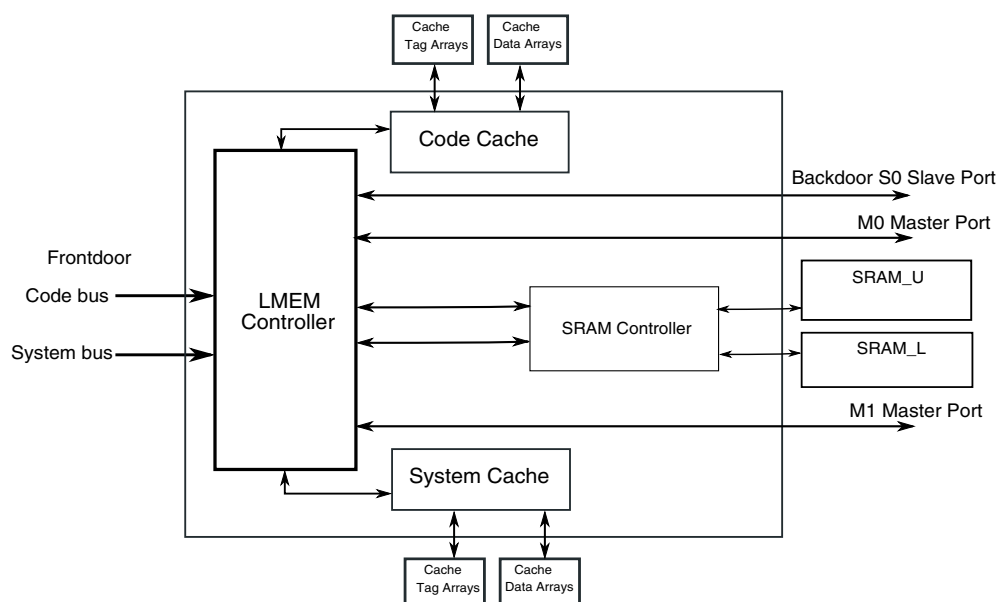 Cache
Tag Arrays
Cache
Data Arrays
Code Cache
Backdoor S0 Slave Port
M0 Master Port
Frontdoor
Code bus
System bus
LMEM
Controller
SRAM Controller
SRAM_U
SRAM_L
M1 Master Port
System Cache
Cache
Tag Arrays
Cache
Data Arrays